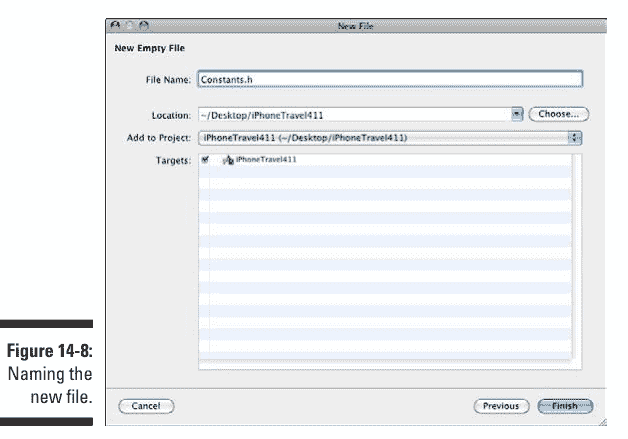 New File
New Empty File
File Name: Constants.h
Location: ~/Desktop/iPhoneTravel411 Choose...
Add to Project: iPhoneTravel411 (~/Desktop/iPhoneTravel411)
Targets: iPhoneTravel411
Figure 14-8:
Naming the
new file.
Cancel Previous Finish